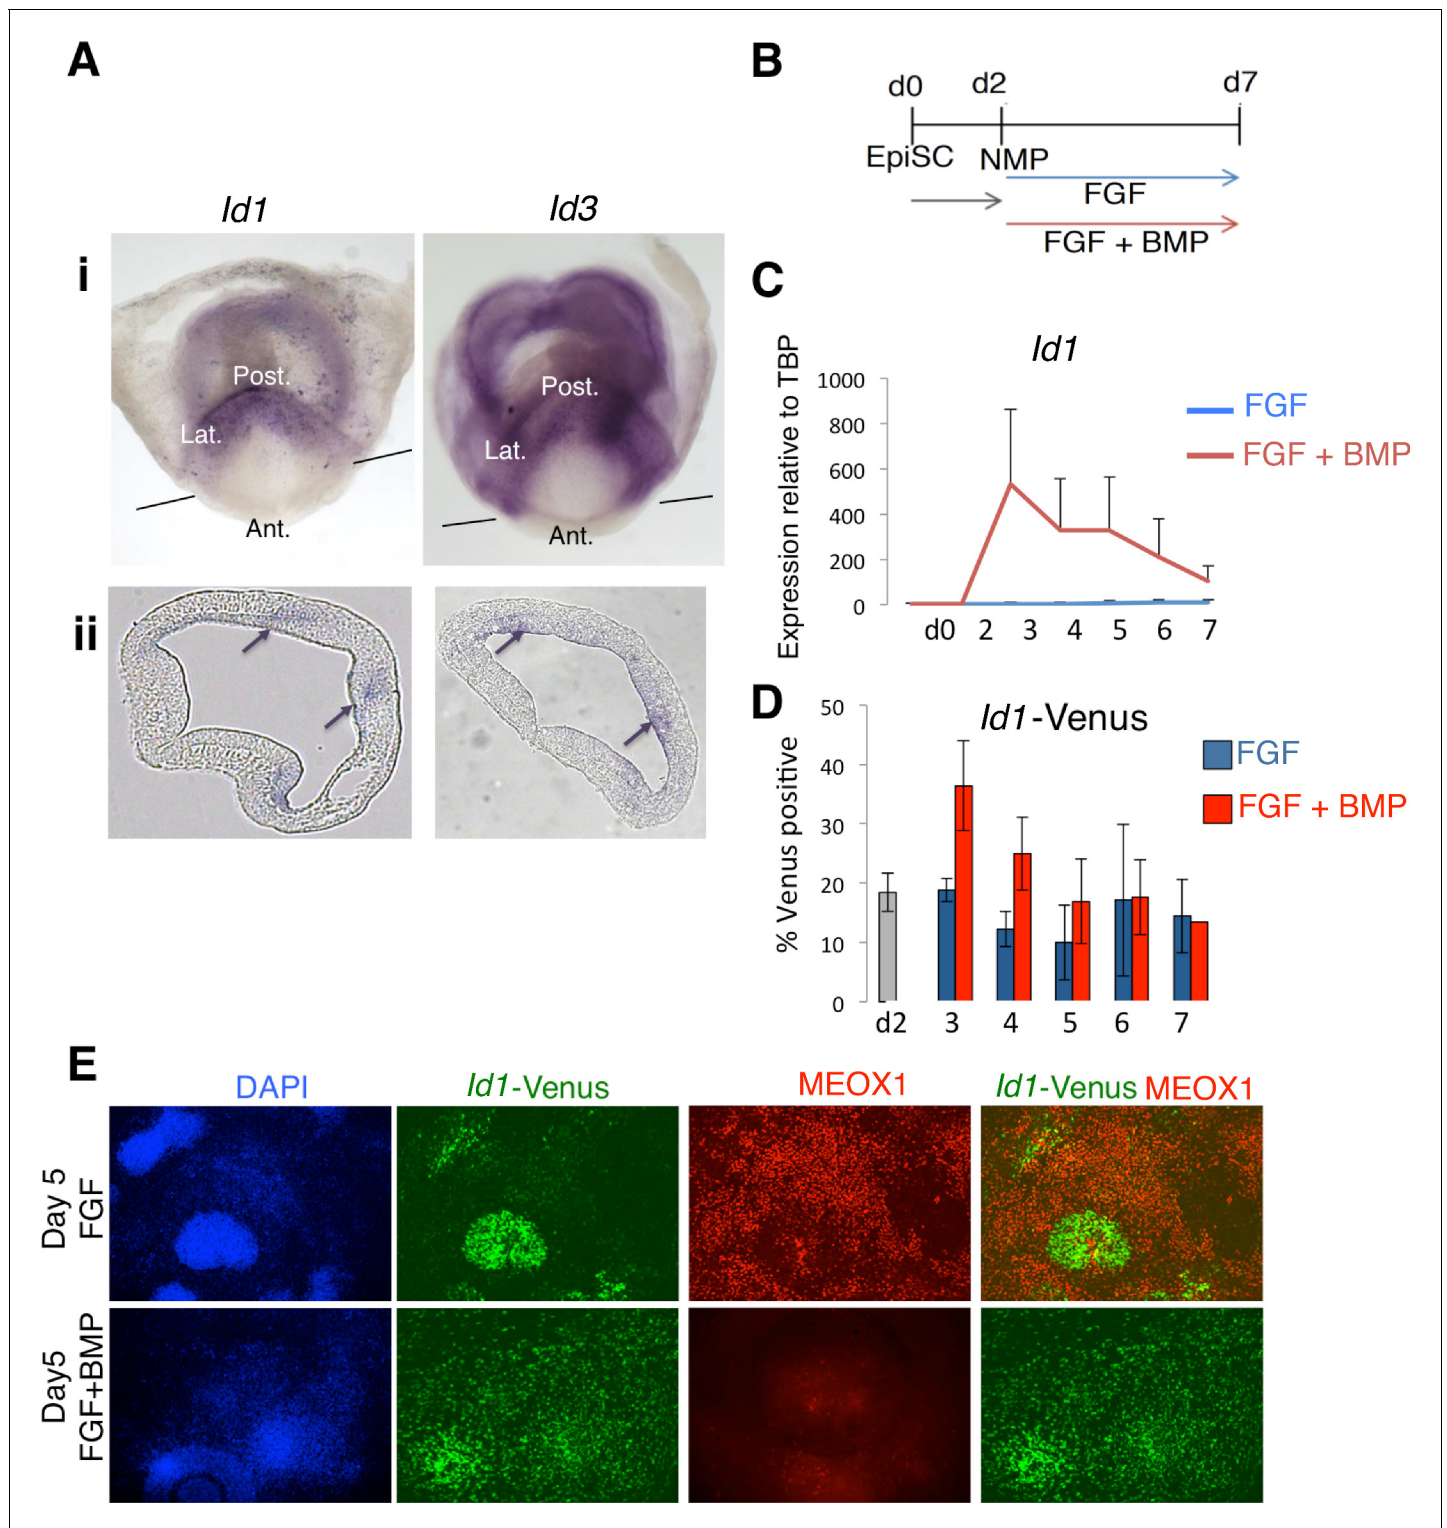 A
Id1
Id3
i
Post.
Lat.
Ant.
Post.
Lat.
Ant.
ii
B
d0
d2
d7
EpiSC
NMP
FGF
FGF + BMP
C
Id1
Expression relative to TBP
1000
800
600
400
200
0
d0 2 3 4 5 6 7
FGF
FGF + BMP
D
Id1-Venus
% Venus positive
50
40
30
20
10
0
d2 3 4 5 6 7
FGF
FGF + BMP
E
DAPI
Id1-Venus
MEOX1
Id1-Venus MEOX1
Day 5
FGF
Day5
FGF+BMP